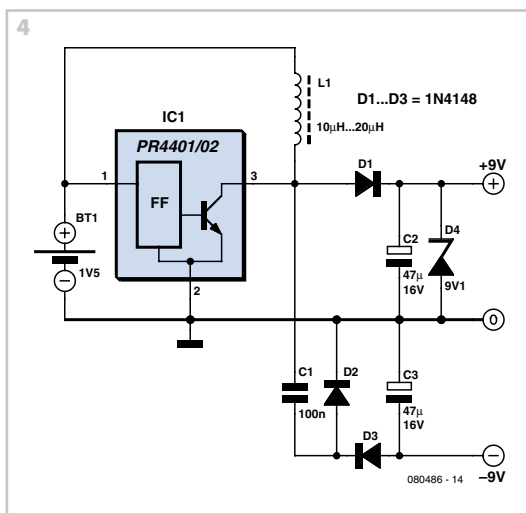 4
L1
D1...D3 = 1N4148
10µH...20µH
IC1
PR4401/02
1
3
D1
+9V
+
FF
BT1
+
C2
D4
1V5
47µ
16V
9V1
–
2
0
C1
D2
C3
100n
47µ
16V
D3
–
080486 - 14
–9V